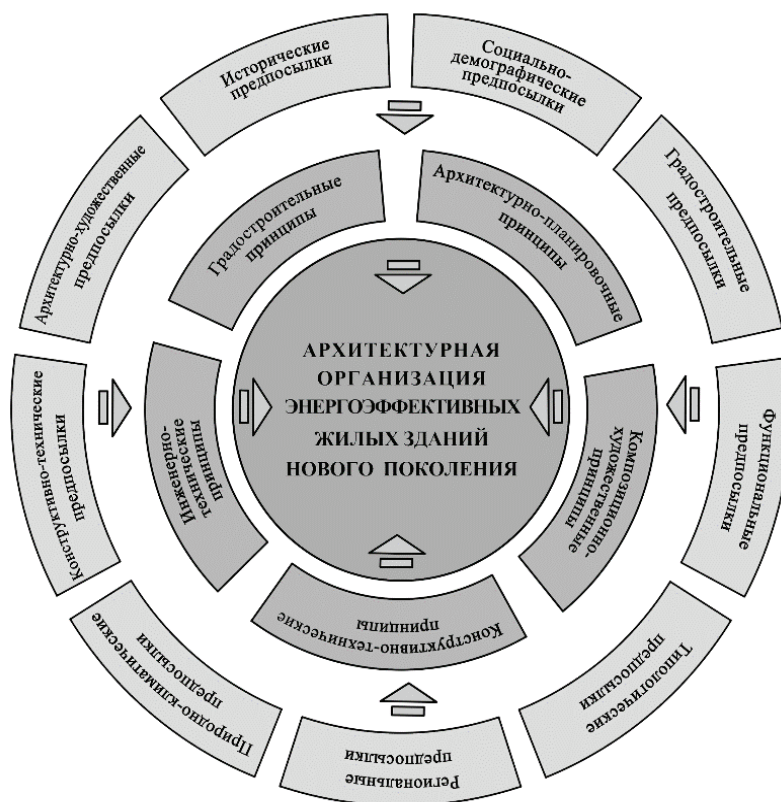 Исторические
предпосылки
Социально-
демографические
предпосылки
Градостроительные
предпосылки
Функциональные
предпосылки
Типологические
предпосылки
Региональные
предпосылки
Природно-климатические
предпосылки
Конструктивно-технические
предпосылки
Архитектурно-художественные
предпосылки
Градостроительные
принципы
Архитектурно-планировочные
принципы
Композиционно-
художественные
принципы
Конструктивно-технические
принципы
Инженерно-
технические
принципы
АРХИТЕКТУРНАЯ
ОРГАНИЗАЦИЯ
ЭНЕРГОЭФФЕКТИВНЫХ
ЖИЛЫХ ЗДАНИЙ
НОВОГО ПОКОЛЕНИЯ